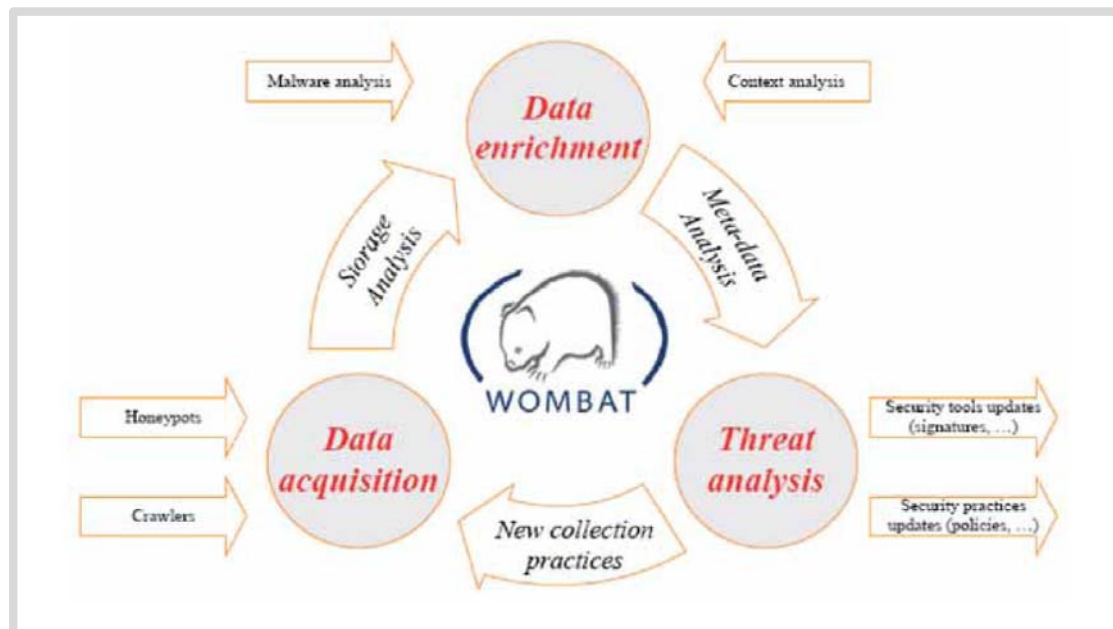 Malware analysis
Data
enrichment
Context analysis
Storage
Analysis
Meta-data
Analysis
WOMBAT
Honeypots
Crawlers
Data
acquisition
Threat
analysis
Security tools updates
(signatures, …)
Security practices
updates (policies, …)
New collection
practices